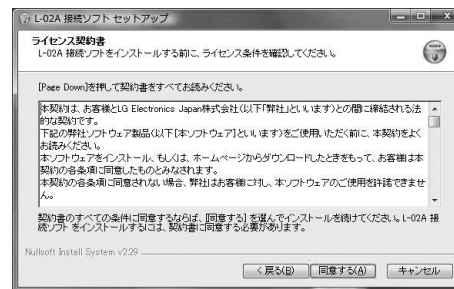 L-02A 接続ソフト セットアップ
ライセンス契約書
L-02A 接続ソフトをインストールする前に、ライセンス条件を確認してください。
[Page Down]を押して契約書をすべてお読みください。
本契約は、お客様とLG Electronics Japan株式会社(以下「弊社」といいます)との間に締結される法
的な契約です。
下記の弊社ソフトウェア製品(以下「本ソフトウェア」といいます)をご使用いただく前に、本契約をよく
お読みください。
本ソフトウェアをインストール、もしくは、ホームページからダウンロードしたときをもって、お客様は本
契約の各条項に同意したものとみなされます。
本契約の各条項に同意されない場合、弊社はお客様に対し、本ソフトウェアのご使用を許諾できませ
ん。
契約書のすべての条件に同意するならば、[同意する] を選んでインストールを続けてください。 L-02A 接
続ソフト をインストールするには、契約書に同意する必要があります。
Nullsoft Install System v2.29
< 戻る(B)
同意する(A)
キャンセル